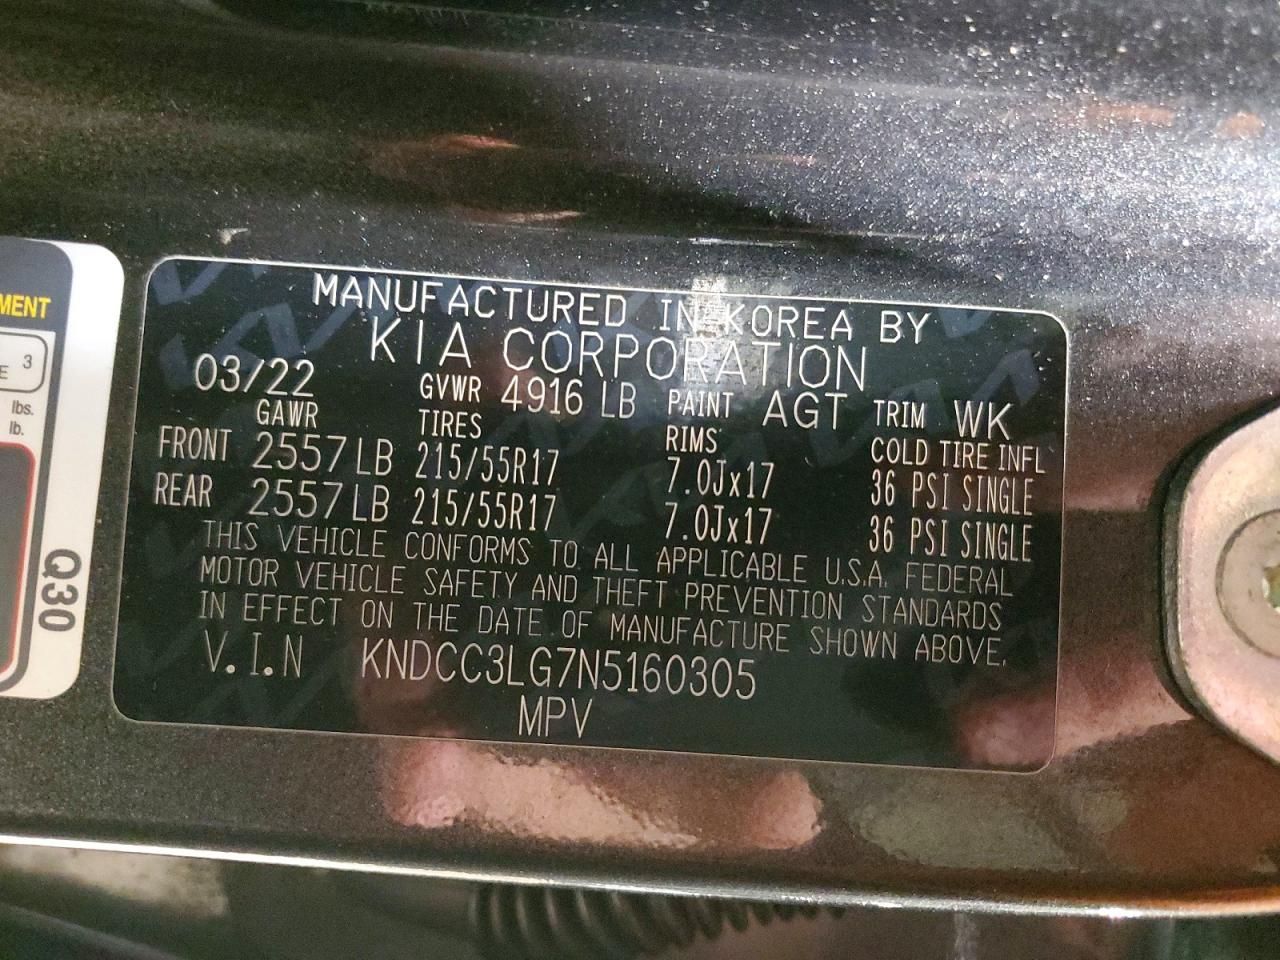 MANUFACTURED IN KOREA BY
KIA CORPORATION
03/22 GVWR 4916 LB PAINT AGT TRIM WK
GAWR TIRES RIMS COLD TIRE INFL
FRONT 2557 LB 215/55R17 7.0Jx17 36 PSI SINGLE
REAR 2557 LB 215/55R17 7.0Jx17 36 PSI SINGLE
THIS VEHICLE CONFORMS TO ALL APPLICABLE U.S.A. FEDERAL
MOTOR VEHICLE SAFETY AND THEFT PREVENTION STANDARDS
IN EFFECT ON THE DATE OF MANUFACTURE SHOWN ABOVE.
V.I.N KNDCC3LG7N5160305
MPV
MENT
E 3
lbs.
lb.
Q30